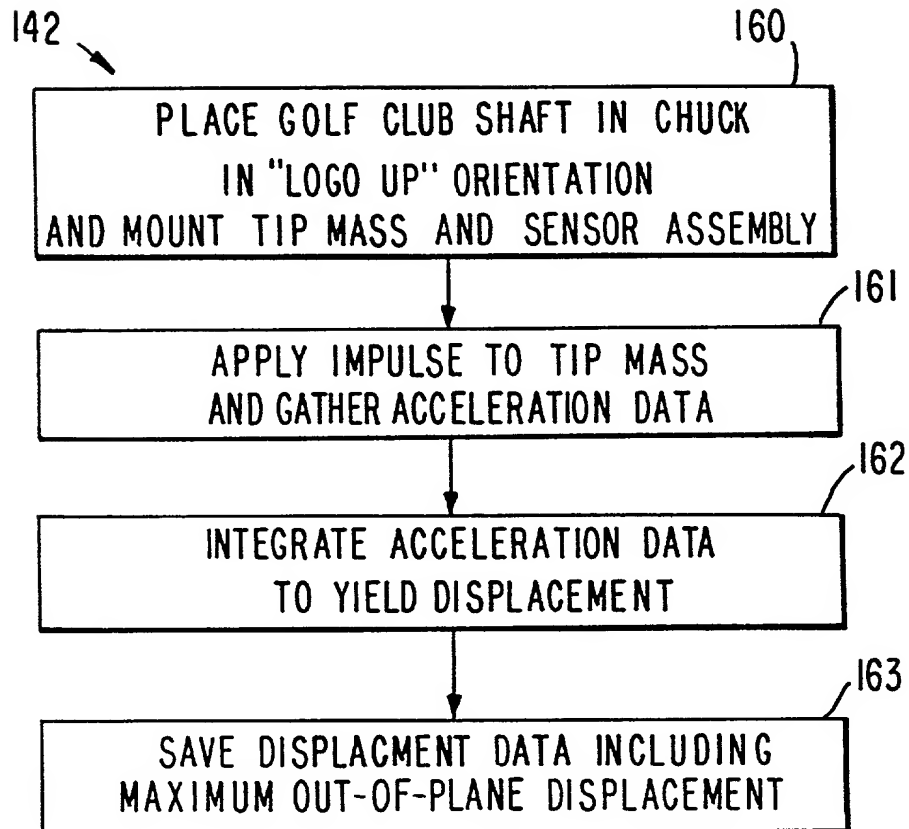 142
160
PLACE GOLF CLUB SHAFT IN CHUCK
IN "LOGO UP" ORIENTATION
AND MOUNT TIP MASS AND SENSOR ASSEMBLY
161
APPLY IMPULSE TO TIP MASS
AND GATHER ACCELERATION DATA
162
INTEGRATE ACCELERATION DATA
TO YIELD DISPLACEMENT
163
SAVE DISPLACMENT DATA INCLUDING
MAXIMUM OUT-OF-PLANE DISPLACEMENT